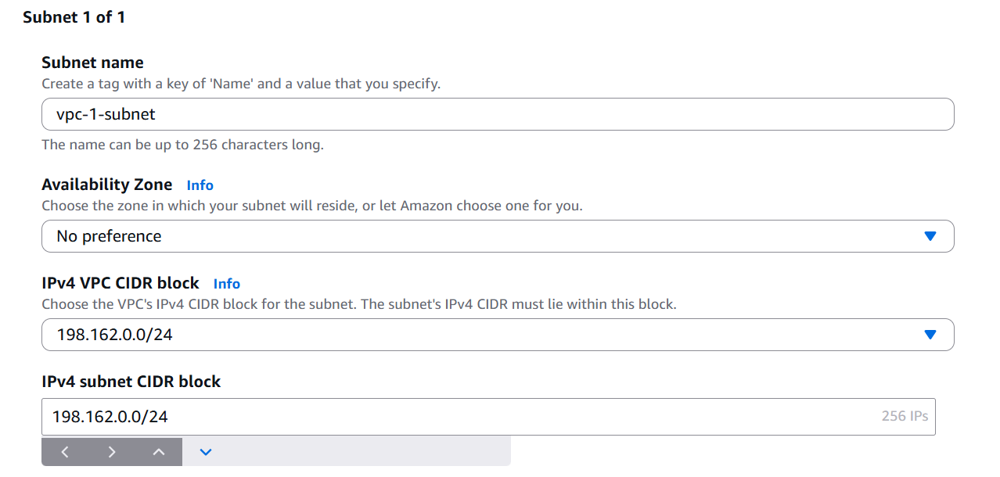 Subnet 1 of 1
Subnet name
Create a tag with a key of 'Name' and a value that you specify.
vpc-1-subnet
The name can be up to 256 characters long.
Availability Zone Info
Choose the zone in which your subnet will reside, or let Amazon choose one for you.
No preference
IPv4 VPC CIDR block Info
Choose the VPC's IPv4 CIDR block for the subnet. The subnet's IPv4 CIDR must lie within this block.
198.162.0.0/24
IPv4 subnet CIDR block
198.162.0.0/24 256 IPs